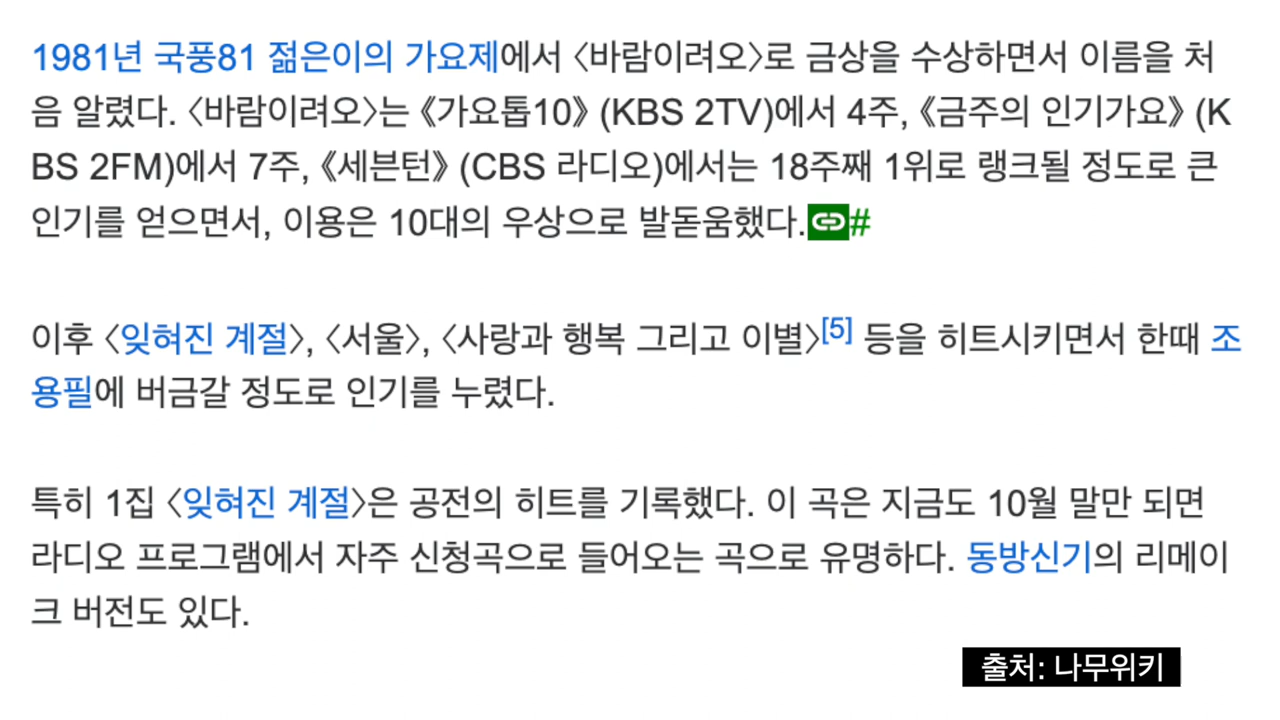 1981년 국풍81 젊은이의 가요제에서 〈바람이려오〉로 금상을 수상하면서 이름을 처
음 알렸다. 〈바람이려오〉는 《가요톱10》 (KBS 2TV)에서 4주, 《금주의 인기가요》 (K
BS 2FM)에서 7주, 《세븐턴》 (CBS 라디오)에서는 18주째 1위로 랭크될 정도로 큰
인기를 얻으면서, 이용은 10대의 우상으로 발돋움했다.#
이후 〈잊혀진 계절〉, 〈서울〉, 〈사랑과 행복 그리고 이별〉[5] 등을 히트시키면서 한때 조
용필에 버금갈 정도로 인기를 누렸다.
특히 1집 〈잊혀진 계절〉은 공전의 히트를 기록했다. 이 곡은 지금도 10월 말만 되면
라디오 프로그램에서 자주 신청곡으로 들어오는 곡으로 유명하다. 동방신기의 리메이
크 버전도 있다.
출처: 나무위키